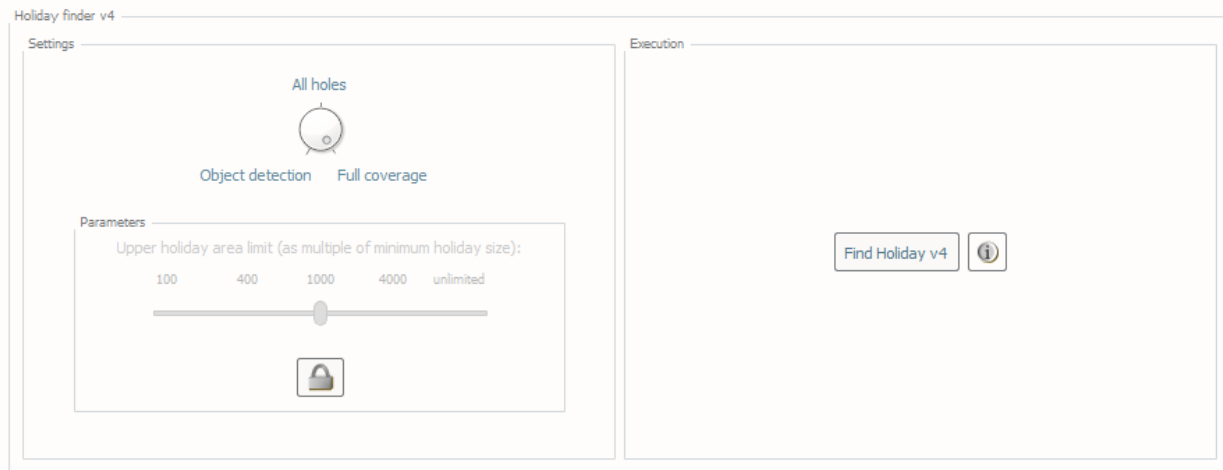 Holiday finder v4
Settings
All holes
Object detection Full coverage
Parameters
Upper holiday area limit (as multiple of minimum holiday size):
100 400 1000 4000 unlimited
Execution
Find Holiday v4